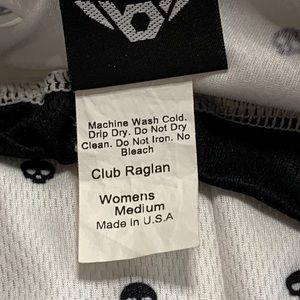 Machine Wash Cold.
Drip Dry. Do Not Dry
Clean. Do Not Iron. No
Bleach
Club Raglan
Womens
Medium
Made in U.S.A